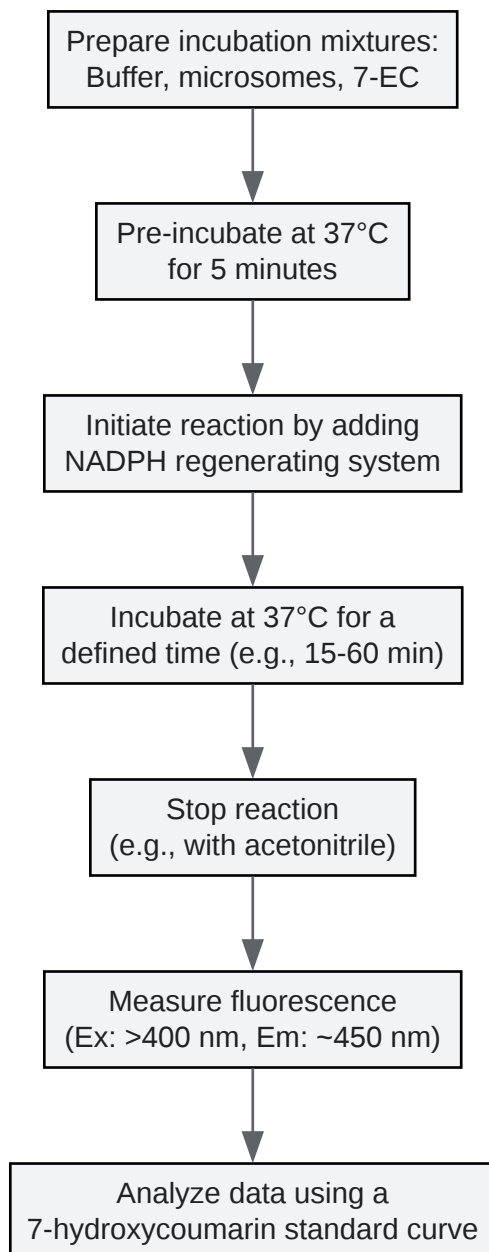 Prepare incubation mixtures:
Buffer, microsomes, 7-EC
Pre-incubate at 37°C
for 5 minutes
Initiate reaction by adding
NADPH regenerating system
Incubate at 37°C for a
defined time (e.g., 15-60 min)
Stop reaction
(e.g., with acetonitrile)
Measure fluorescence
(Ex: >400 nm, Em: ~450 nm)
Analyze data using a
7-hydroxycoumarin standard curve